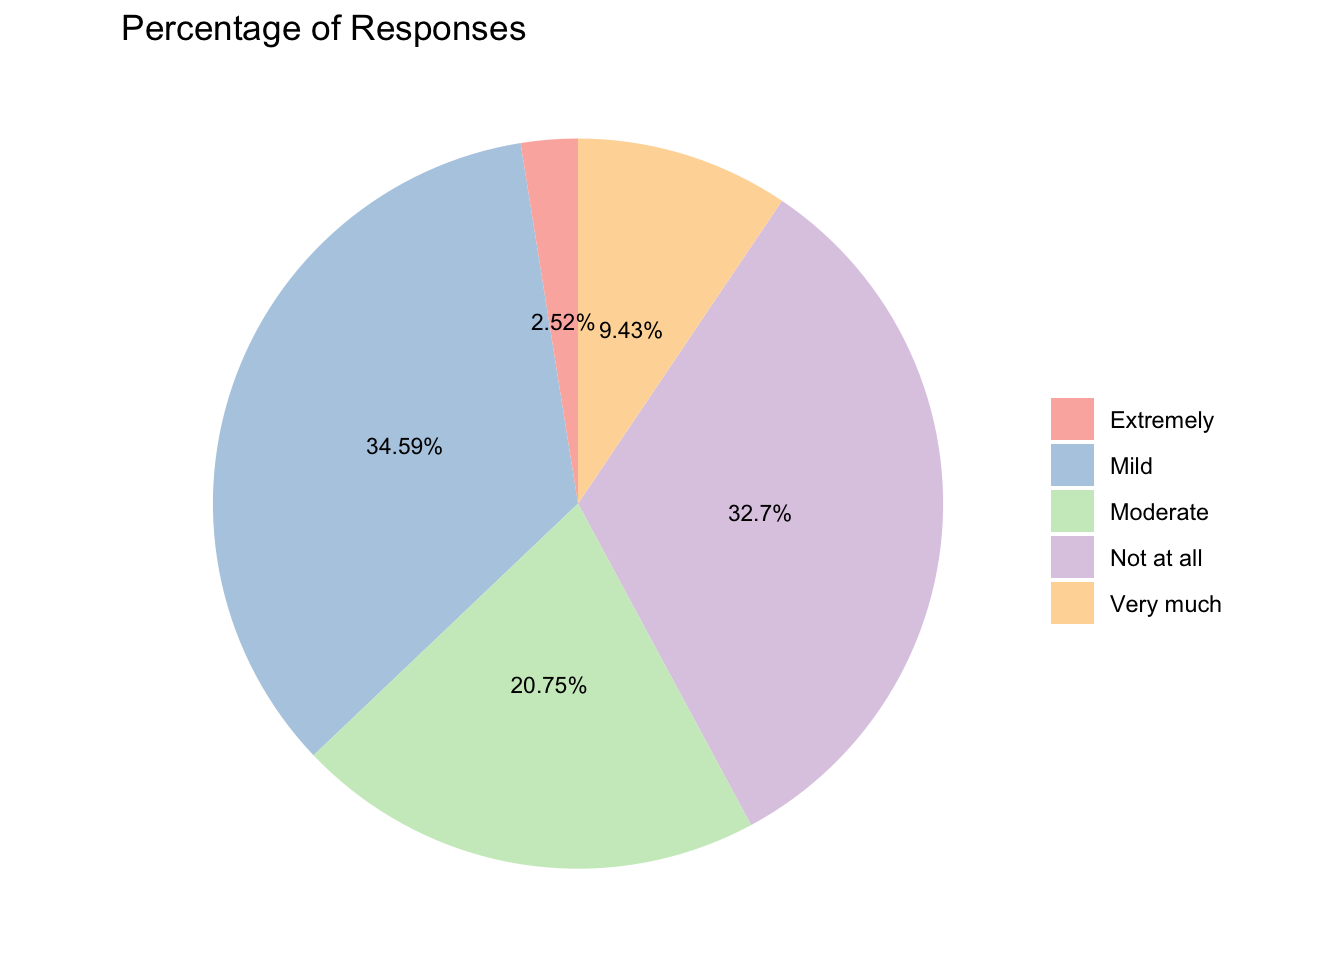 Percentage of Responses
2.52%
9.43%
34.59%
32.7%
20.75%
Extremely
Mild
Moderate
Not at all
Very much